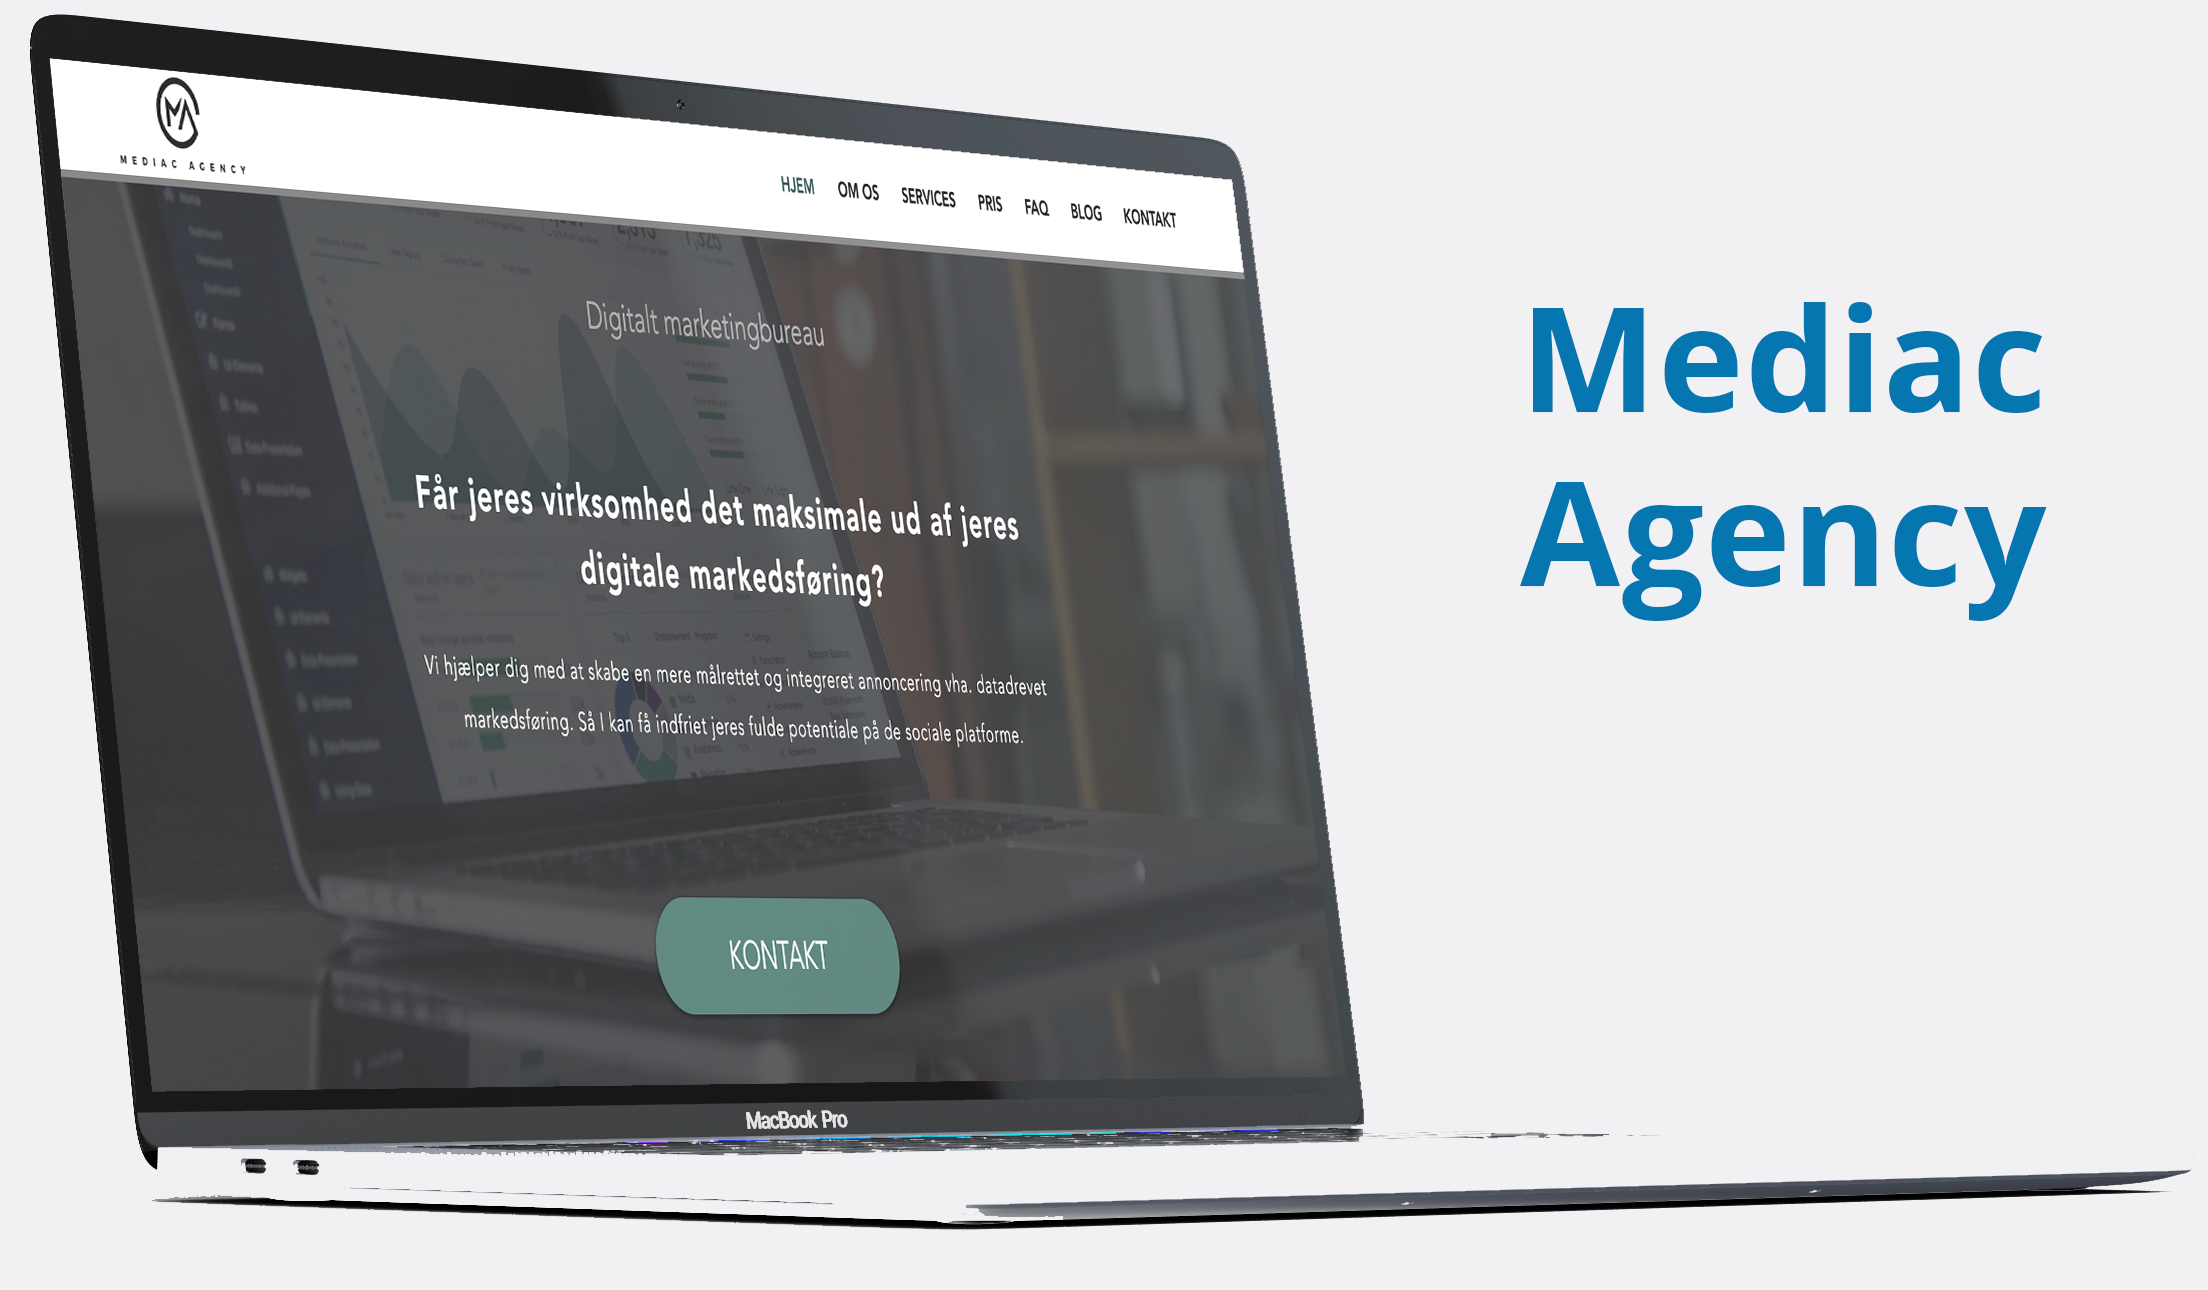 MEDIAC AGENCY
HJEM OM OS SERVICES PRIS FAQ BLOG KONTAKT
Digitalt marketingbureau
Får jeres virksomhed det maksimale ud af jeres
digitale markedsføring?
Vi hjælper dig med at skabe en mere målrettet og integreret annoncering vha. datadrevet
markedsføring. Så I kan få indfriet jeres fulde potentiale på de sociale platforme.
KONTAKT
MacBook Pro
Mediac
Agency